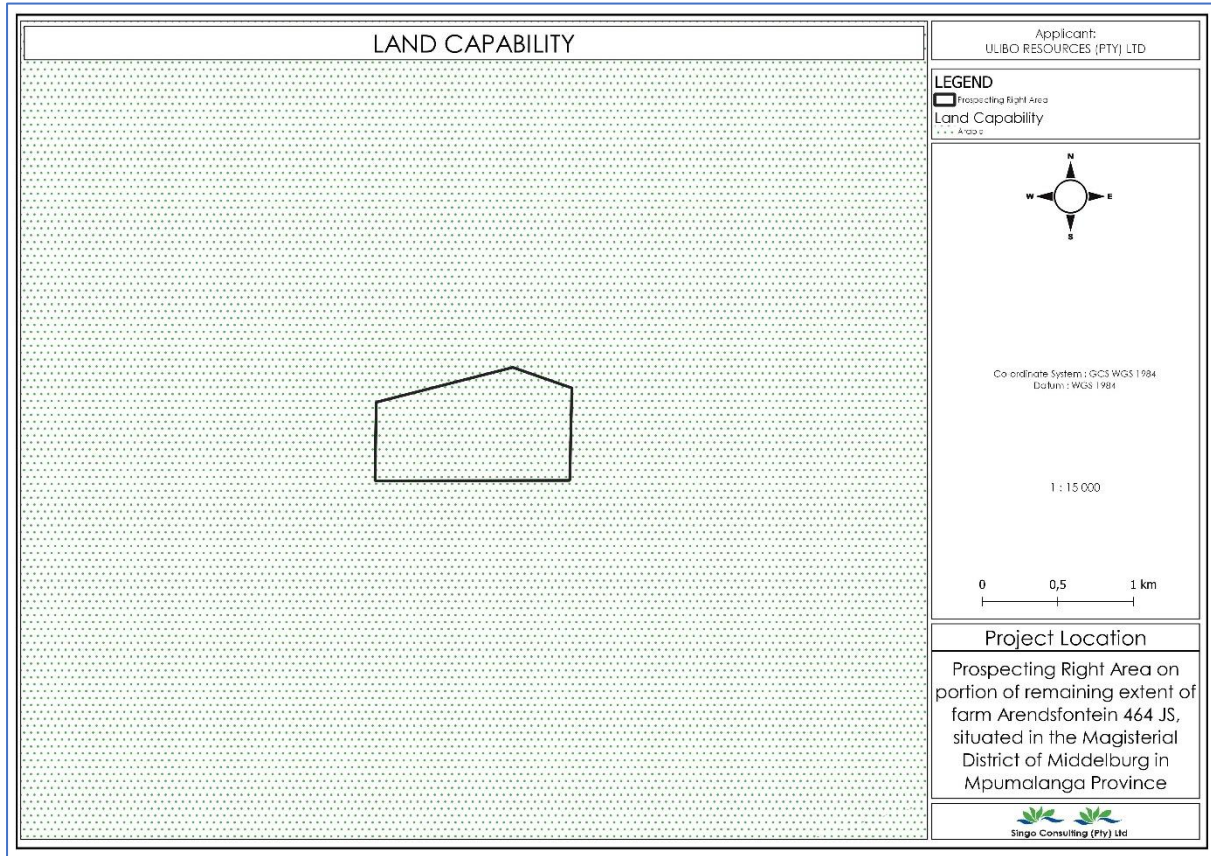 LAND CAPABILITY
Applicant:
ULIBO RESOURCES (PTY) LTD
LEGEND
Prospecting Right Area
Land Capability
Arable
N
W
E
S
Co ordinate System : GCS WGS 1984
Datum : WGS 1984
1 : 15 000
0 0,5 1 km
Project Location
Prospecting Right Area on
portion of remaining extent of
farm Arendsfontein 464 JS,
situated in the Magisterial
District of Middelburg in
Mpumalanga Province
Singo Consulting (Pty) Ltd